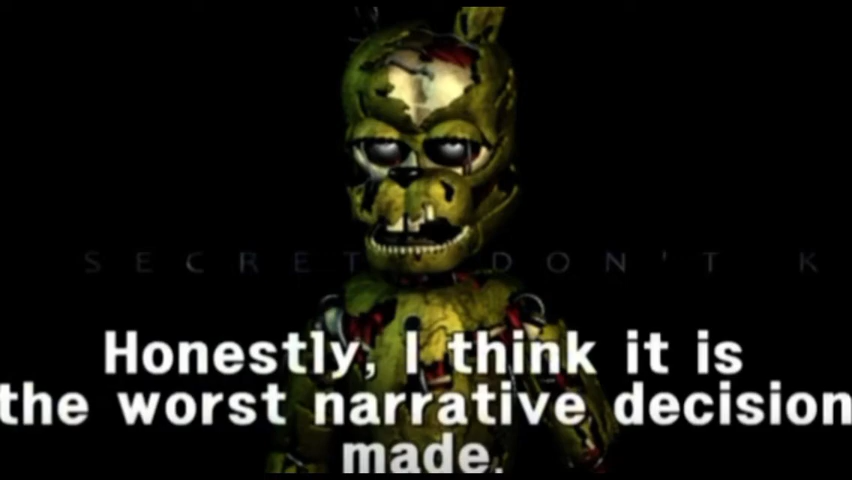 SECRET DON'T K
Honestly, I think it is
the worst narrative decision
made.